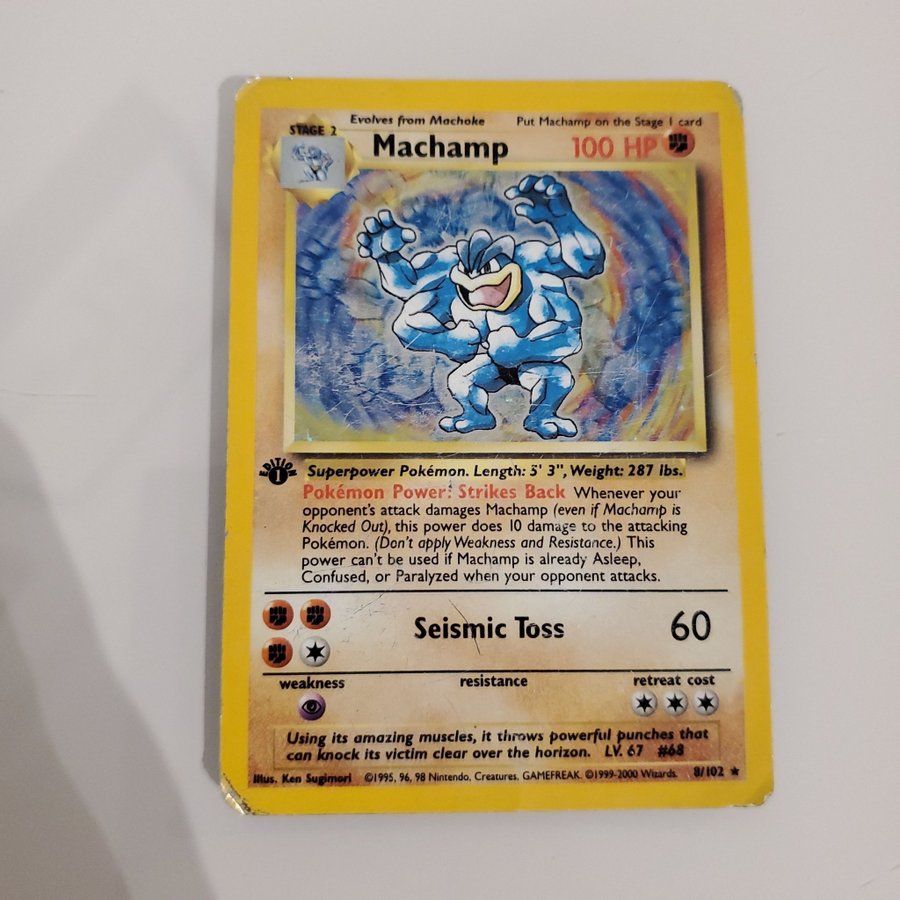 Evolves from Machoke Put Machamp on the Stage 1 card
STAGE 2
Machamp 100 HP
EDITION
1
Superpower Pokémon. Length: 5' 3", Weight: 287 lbs.
Pokémon Power: Strikes Back Whenever your
opponent's attack damages Machamp (even if Machamp is
Knocked Out), this power does 10 damage to the attacking
Pokémon. (Don't apply Weakness and Resistance.) This
power can't be used if Machamp is already Asleep,
Confused, or Paralyzed when your opponent attacks.
Seismic Toss 60
weakness resistance retreat cost
Using its amazing muscles, it throws powerful punches that
can knock its victim clear over the horizon. LV. 67 #68
Illus. Ken Sugimori ©1995, 96, 98 Nintendo, Creatures, GAMEFREAK. ©1999-2000 Wizards. 8/102 ★